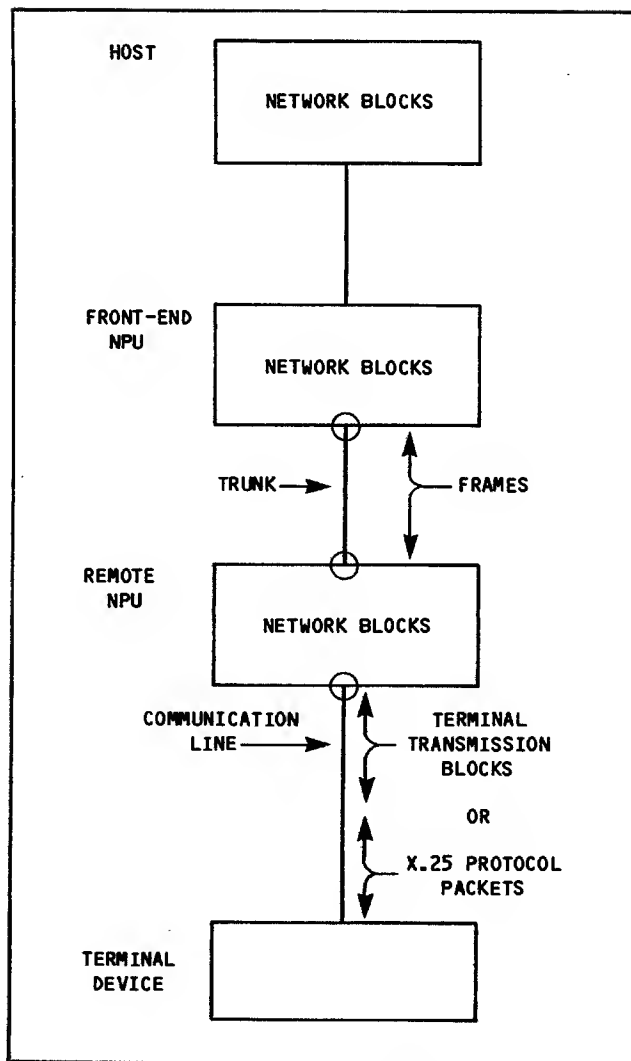 HOST
NETWORK BLOCKS
FRONT-END
NPU
NETWORK BLOCKS
TRUNK
FRAMES
REMOTE
NPU
NETWORK BLOCKS
COMMUNICATION
LINE
TERMINAL
TRANSMISSION
BLOCKS
OR
X.25 PROTOCOL
PACKETS
TERMINAL
DEVICE